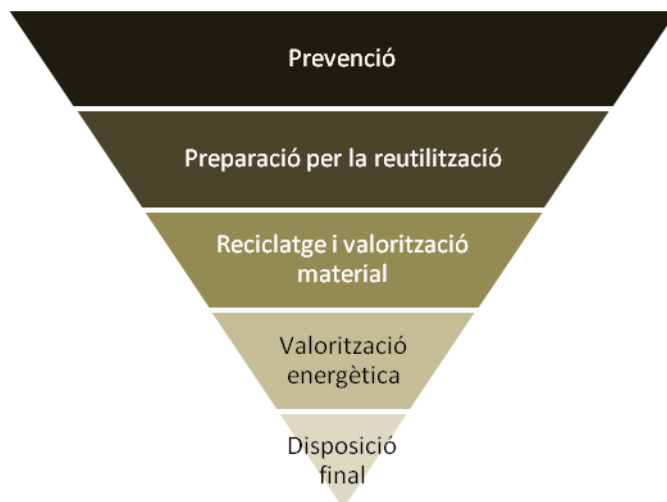 Prevenció
Preparació per la reutilització
Reciclatge i valorització
material
Valorització
energètica
Disposició
final